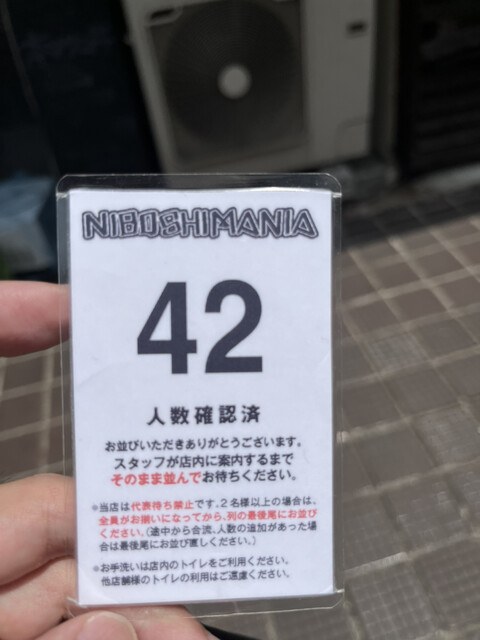 NIBOSHIMANIA
42
人数確認済
お並びいただきありがとうございます。
スタッフが店内に案内するまで
そのまま並んでお待ちください。
※当店は代表待ち禁止です。2名様以上の場合は、
全員がお揃いになってから、列の最後尾にお並び
ください。(途中から合流、人数の追加があった場
合は最後尾にお並び直しください。)
※お手洗いは店内のトイレをご利用ください。
他店舗様のトイレの利用はご遠慮ください。